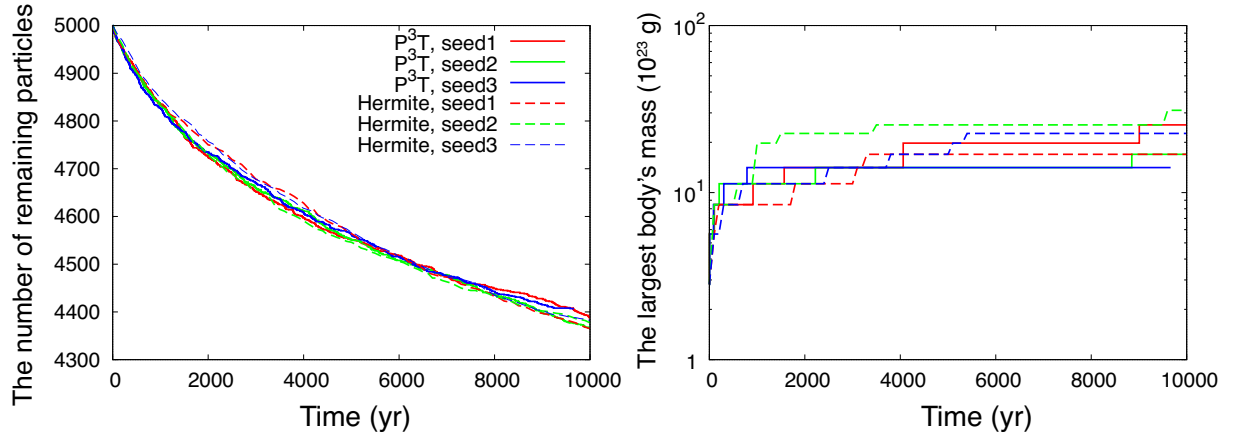 The number of remaining particles
5000
4900
4800
4700
4600
4500
4400
4300
0 2000 4000 6000 8000 10000
Time (yr)
P³T, seed1
P³T, seed2
P³T, seed3
Hermite, seed1
Hermite, seed2
Hermite, seed3
The largest body's mass (10²³ g)
10²
10¹
1
0 2000 4000 6000 8000 10000
Time (yr)